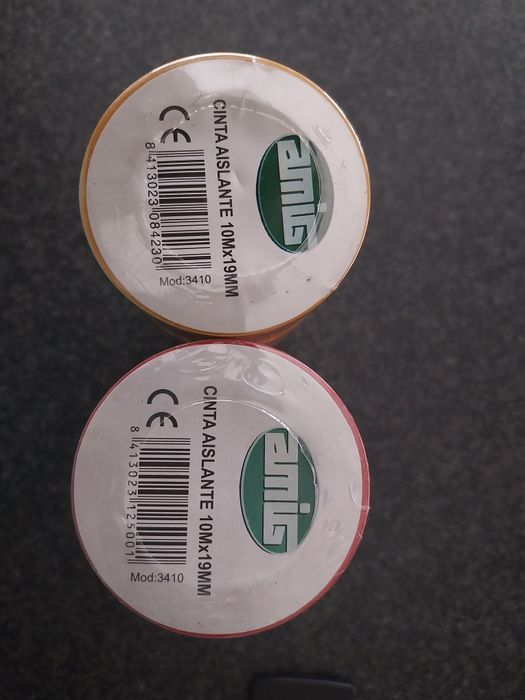 amig
CINTA AISLANTE 10Mx19MM
CE
8 413023 084230
Mod:3410
amig
CINTA AISLANTE 10Mx19MM
CE
8 413023 125001
Mod:3410